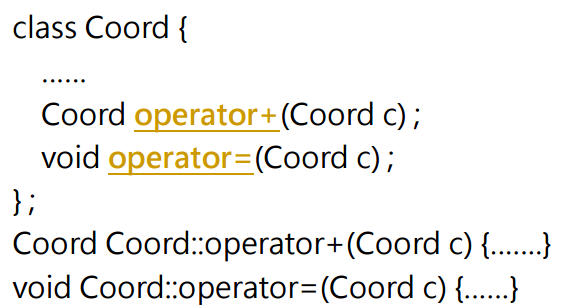 class Coord {
......
Coord operator+(Coord c) ;
void operator=(Coord c) ;
} ;
Coord Coord::operator+(Coord c) {.......}
void Coord::operator=(Coord c) {......}